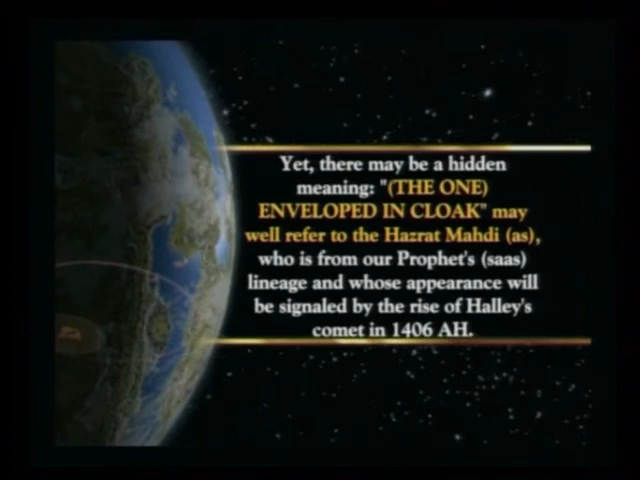 Yet, there may be a hidden
meaning: "(THE ONE)
ENVELOPED IN CLOAK" may
well refer to the Hazrat Mahdi (as),
who is from our Prophet's (saas)
lineage and whose appearance will
be signaled by the rise of Halley's
comet in 1406 AH.